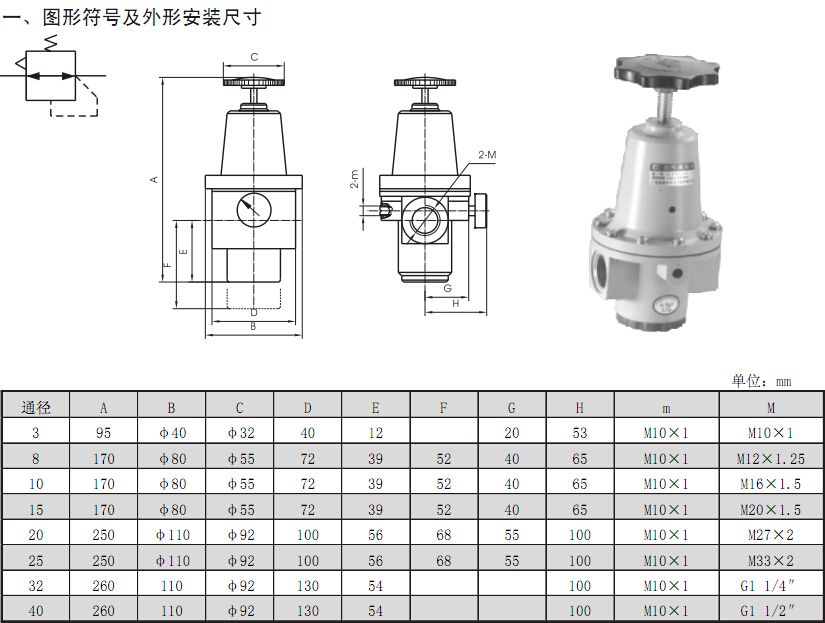 一、图形符号及外形安装尺寸
C
A
F
E
D
B
2-M
2-m
G
H
单位：mm
通径 A B C D E F G H m M
3 95 φ40 φ32 40 12 20 53 M10×1 M10×1
8 170 φ80 φ55 72 39 52 40 65 M10×1 M12×1.25
10 170 φ80 φ55 72 39 52 40 65 M10×1 M16×1.5
15 170 φ80 φ55 72 39 52 40 65 M10×1 M20×1.5
20 250 φ110 φ92 100 56 68 55 100 M10×1 M27×2
25 250 φ110 φ92 100 56 68 55 100 M10×1 M33×2
32 260 110 φ92 130 54 100 M10×1 G1 1/4″
40 260 110 φ92 130 54 100 M10×1 G1 1/2″